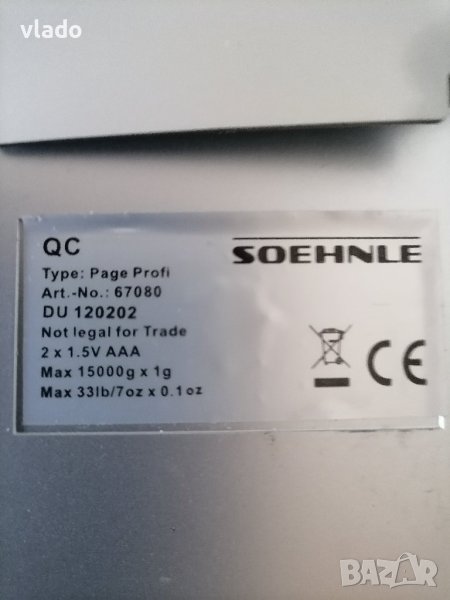 vlado
QC
SOEHNLE
Type: Page Profi
Art.-No.: 67080
DU 120202
Not legal for Trade
2 x 1.5V AAA
Max 15000g x 1g
Max 33lb/7oz x 0.1oz
CE
BAZAR